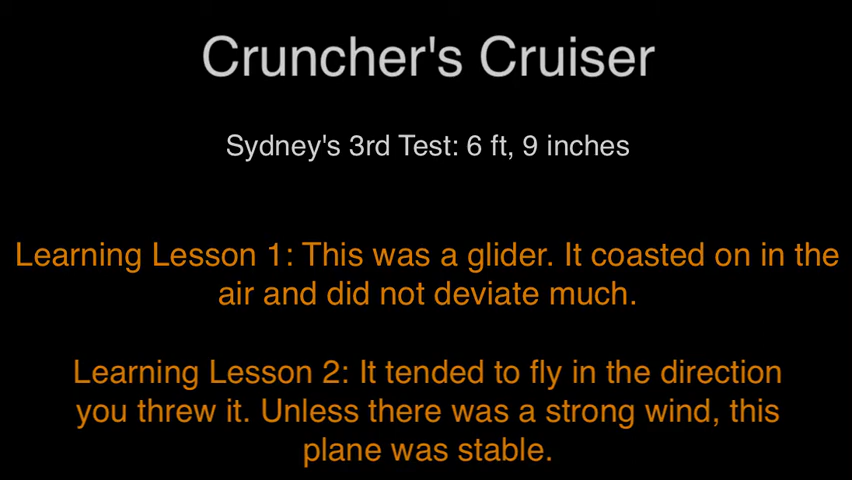 Cruncher's Cruiser
Sydney's 3rd Test: 6 ft, 9 inches
Learning Lesson 1: This was a glider. It coasted on in the
air and did not deviate much.
Learning Lesson 2: It tended to fly in the direction
you threw it. Unless there was a strong wind, this
plane was stable.